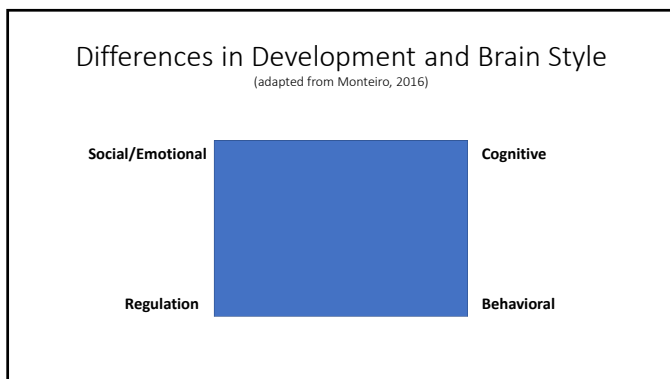 Differences in Development and Brain Style
(adapted from Monteiro, 2016)
Social/Emotional
Cognitive
Regulation
Behavioral